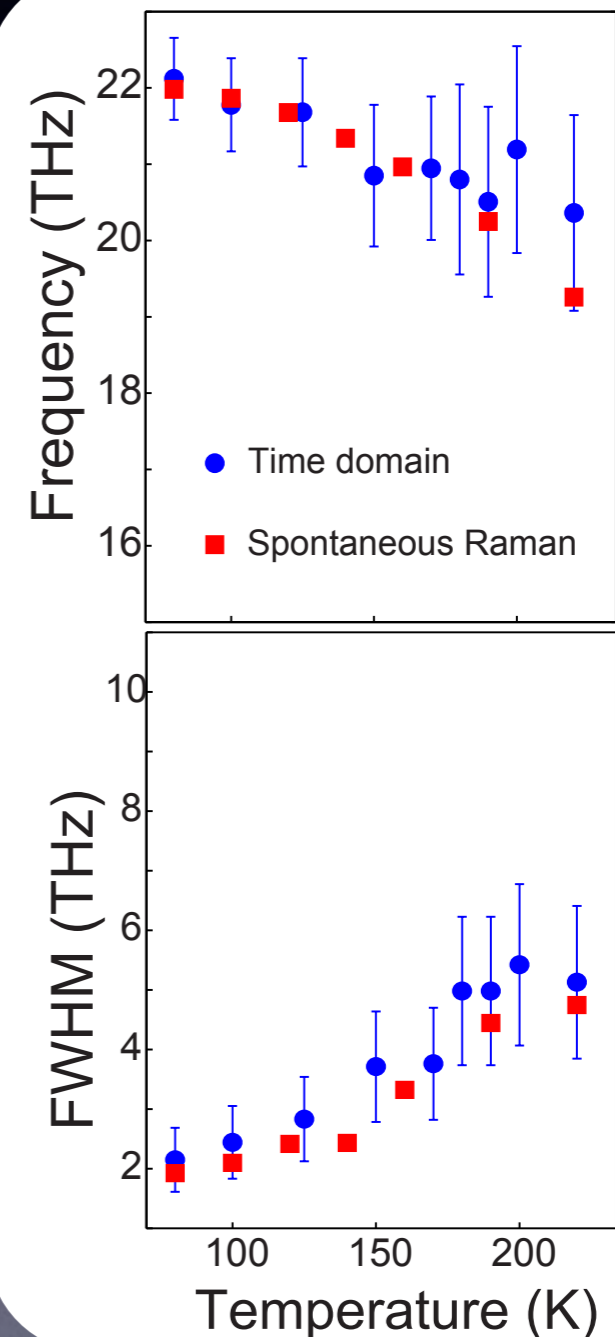 Frequency (THz)
22
20
18
16
Time domain
Spontaneous Raman
FWHM (THz)
10
8
6
4
2
100 150 200
Temperature (K)